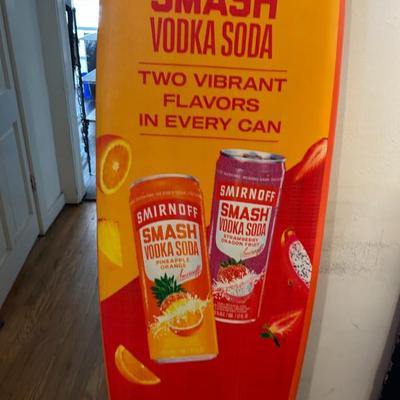 SMASH
VODKA SODA
TWO VIBRANT
FLAVORS
IN EVERY CAN
SMIRNOFF
SMASH
VODKA SODA
PINEAPPLE
ORANGE
SMIRNOFF
SMASH
VODKA SODA
STRAWBERRY
DRAGON FRUIT